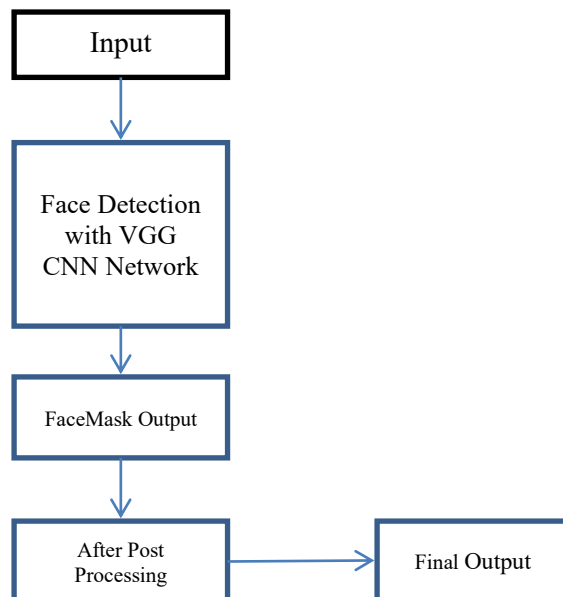 Input
Face Detection
with VGG
CNN Network
FaceMask Output
After Post
Processing
Final Output